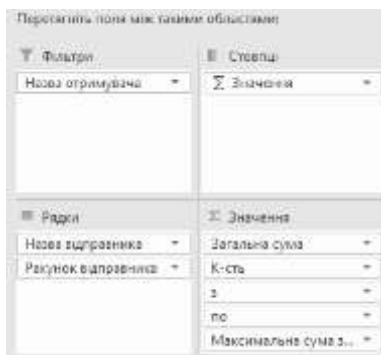 Перетягніть поля між такими областями:
Фільтри
Назва отримувача
Стовпці
Σ Значення
Рядки
Назва відправника
Рахунок відправника
Σ Значення
Загальна сума
К-сть
з
по
Максимальна сума з...